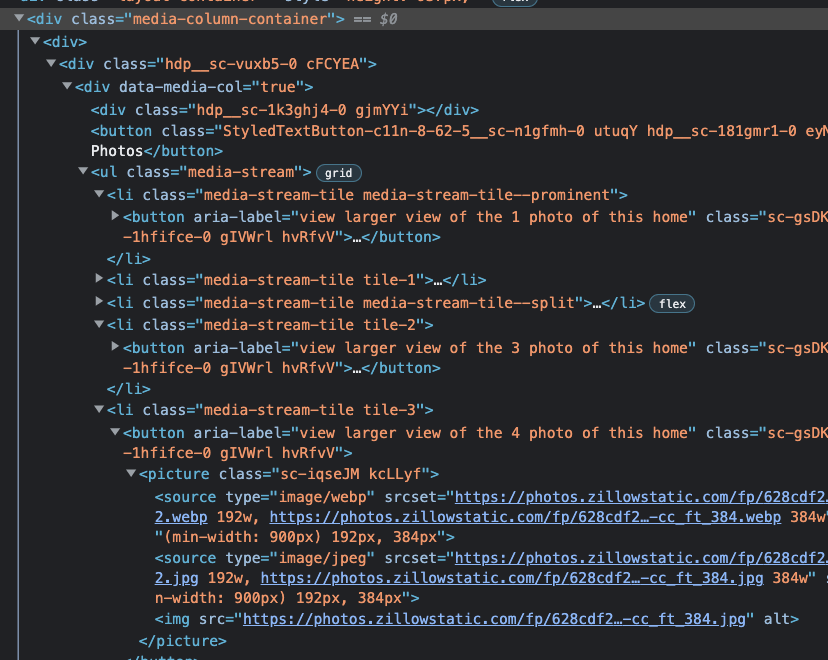 <div class="media-column-container"> == $0
<div>
<div class="hdp__sc-vuxb5-0 cFCYEA">
<div data-media-col="true">
<div class="hdp__sc-1k3ghj4-0 gjmYYi"></div>
<button class="StyledTextButton-c11n-8-62-5__sc-n1gfmh-0 utuqY hdp__sc-181gmr1-0 eyM
Photos</button>
<ul class="media-stream"> grid
<li class="media-stream-tile media-stream-tile--prominent">
<button aria-label="view larger view of the 1 photo of this home" class="sc-gsDK
-1hfifce-0 gIVWrl hvRfvV">…</button>
</li>
<li class="media-stream-tile tile-1">…</li>
<li class="media-stream-tile media-stream-tile--split">…</li> flex
<li class="media-stream-tile tile-2">
<button aria-label="view larger view of the 3 photo of this home" class="sc-gsDK
-1hfifce-0 gIVWrl hvRfvV">…</button>
</li>
<li class="media-stream-tile tile-3">
<button aria-label="view larger view of the 4 photo of this home" class="sc-gsDK
-1hfifce-0 gIVWrl hvRfvV">
<picture class="sc-iqseJM kcLLyf">
<source type="image/webp" srcset="https://photos.zillowstatic.com/fp/628cdf2…
2.webp 192w, https://photos.zillowstatic.com/fp/628cdf2…-cc_ft_384.webp 384w"
"(min-width: 900px) 192px, 384px">
<source type="image/jpeg" srcset="https://photos.zillowstatic.com/fp/628cdf2…
2.jpg 192w, https://photos.zillowstatic.com/fp/628cdf2…-cc_ft_384.jpg 384w" s
n-width: 900px) 192px, 384px">
<img src="https://photos.zillowstatic.com/fp/628cdf2…-cc_ft_384.jpg" alt>
</picture>